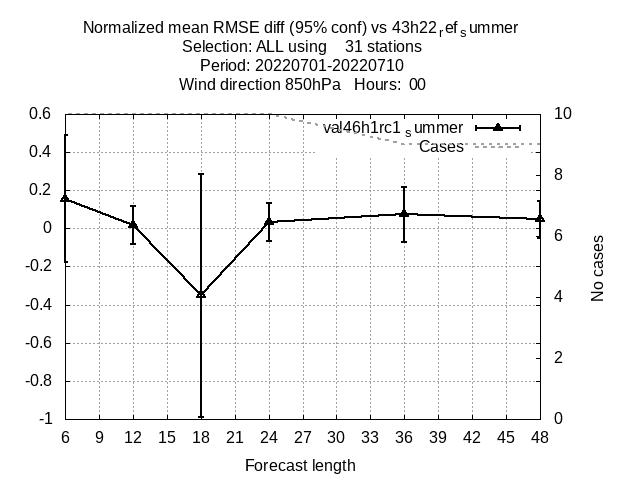 Normalized mean RMSE diff (95% conf) vs 43h22ref_summer
Selection: ALL using    31 stations
Period: 20220701-20220710
Wind direction 850hPa   Hours:  00
0.6
0.4
0.2
0
-0.2
-0.4
-0.6
-0.8
-1
10
8
6
4
2
0
val46h1rc1summer
Cases
No cases
6 9 12 15 18 21 24 27 30 33 36 39 42 45 48
Forecast length